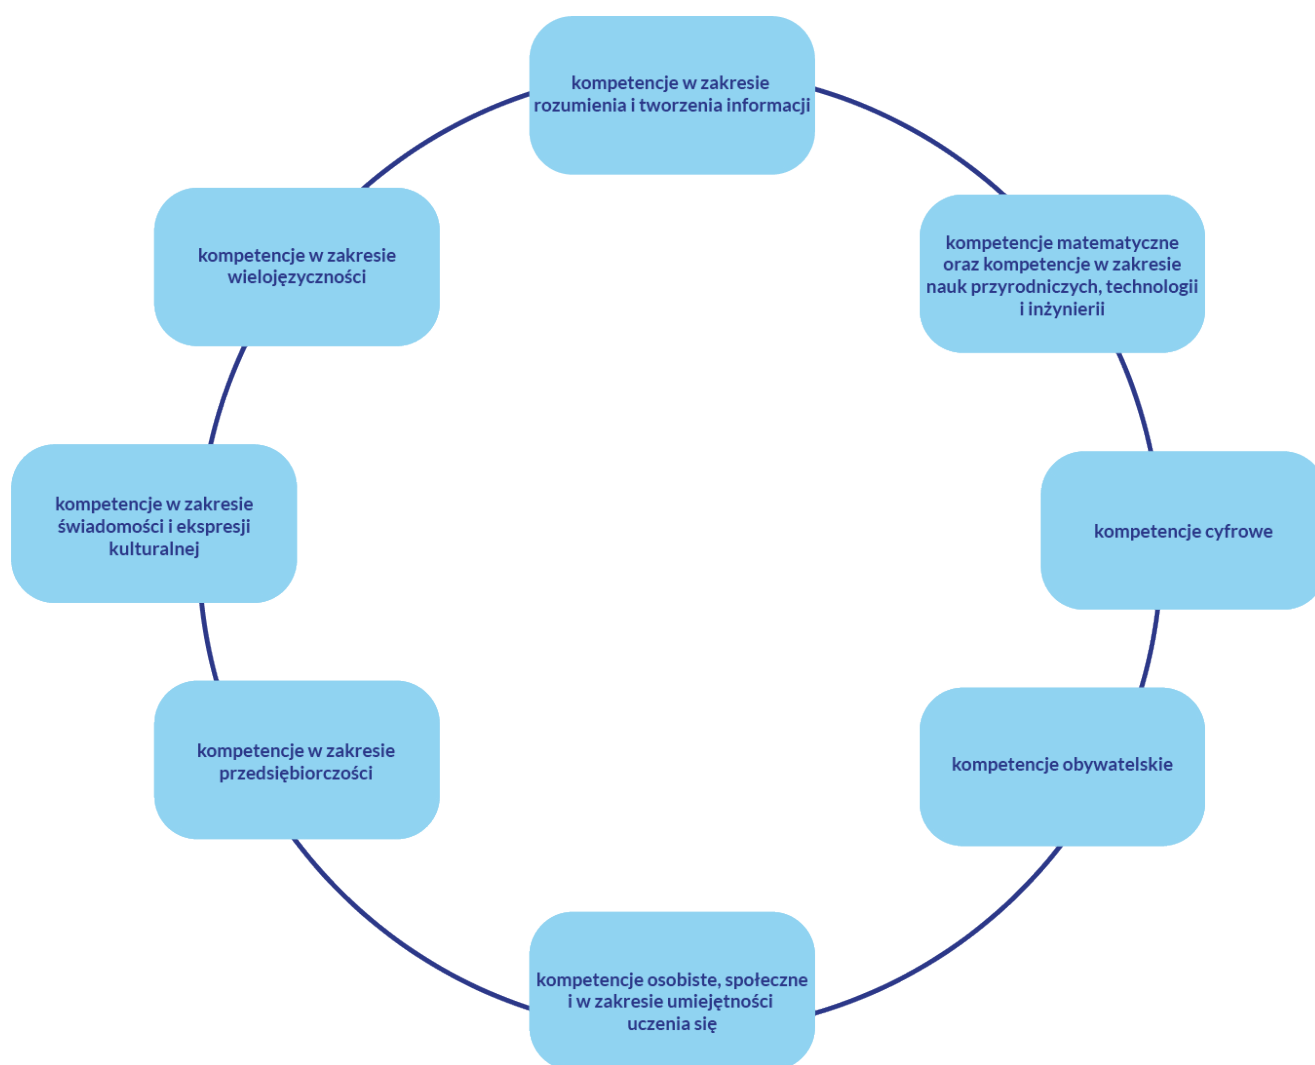 kompetencje w zakresie
rozumienia i tworzenia informacji
kompetencje w zakresie
wielojęzyczności
kompetencje matematyczne
oraz kompetencje w zakresie
nauk przyrodniczych, technologii
i inżynierii
kompetencje w zakresie
świadomości i ekspresji
kulturalnej
kompetencje cyfrowe
kompetencje w zakresie
przedsiębiorczości
kompetencje obywatelskie
kompetencje osobiste, społeczne
i w zakresie umiejętności
uczenia się